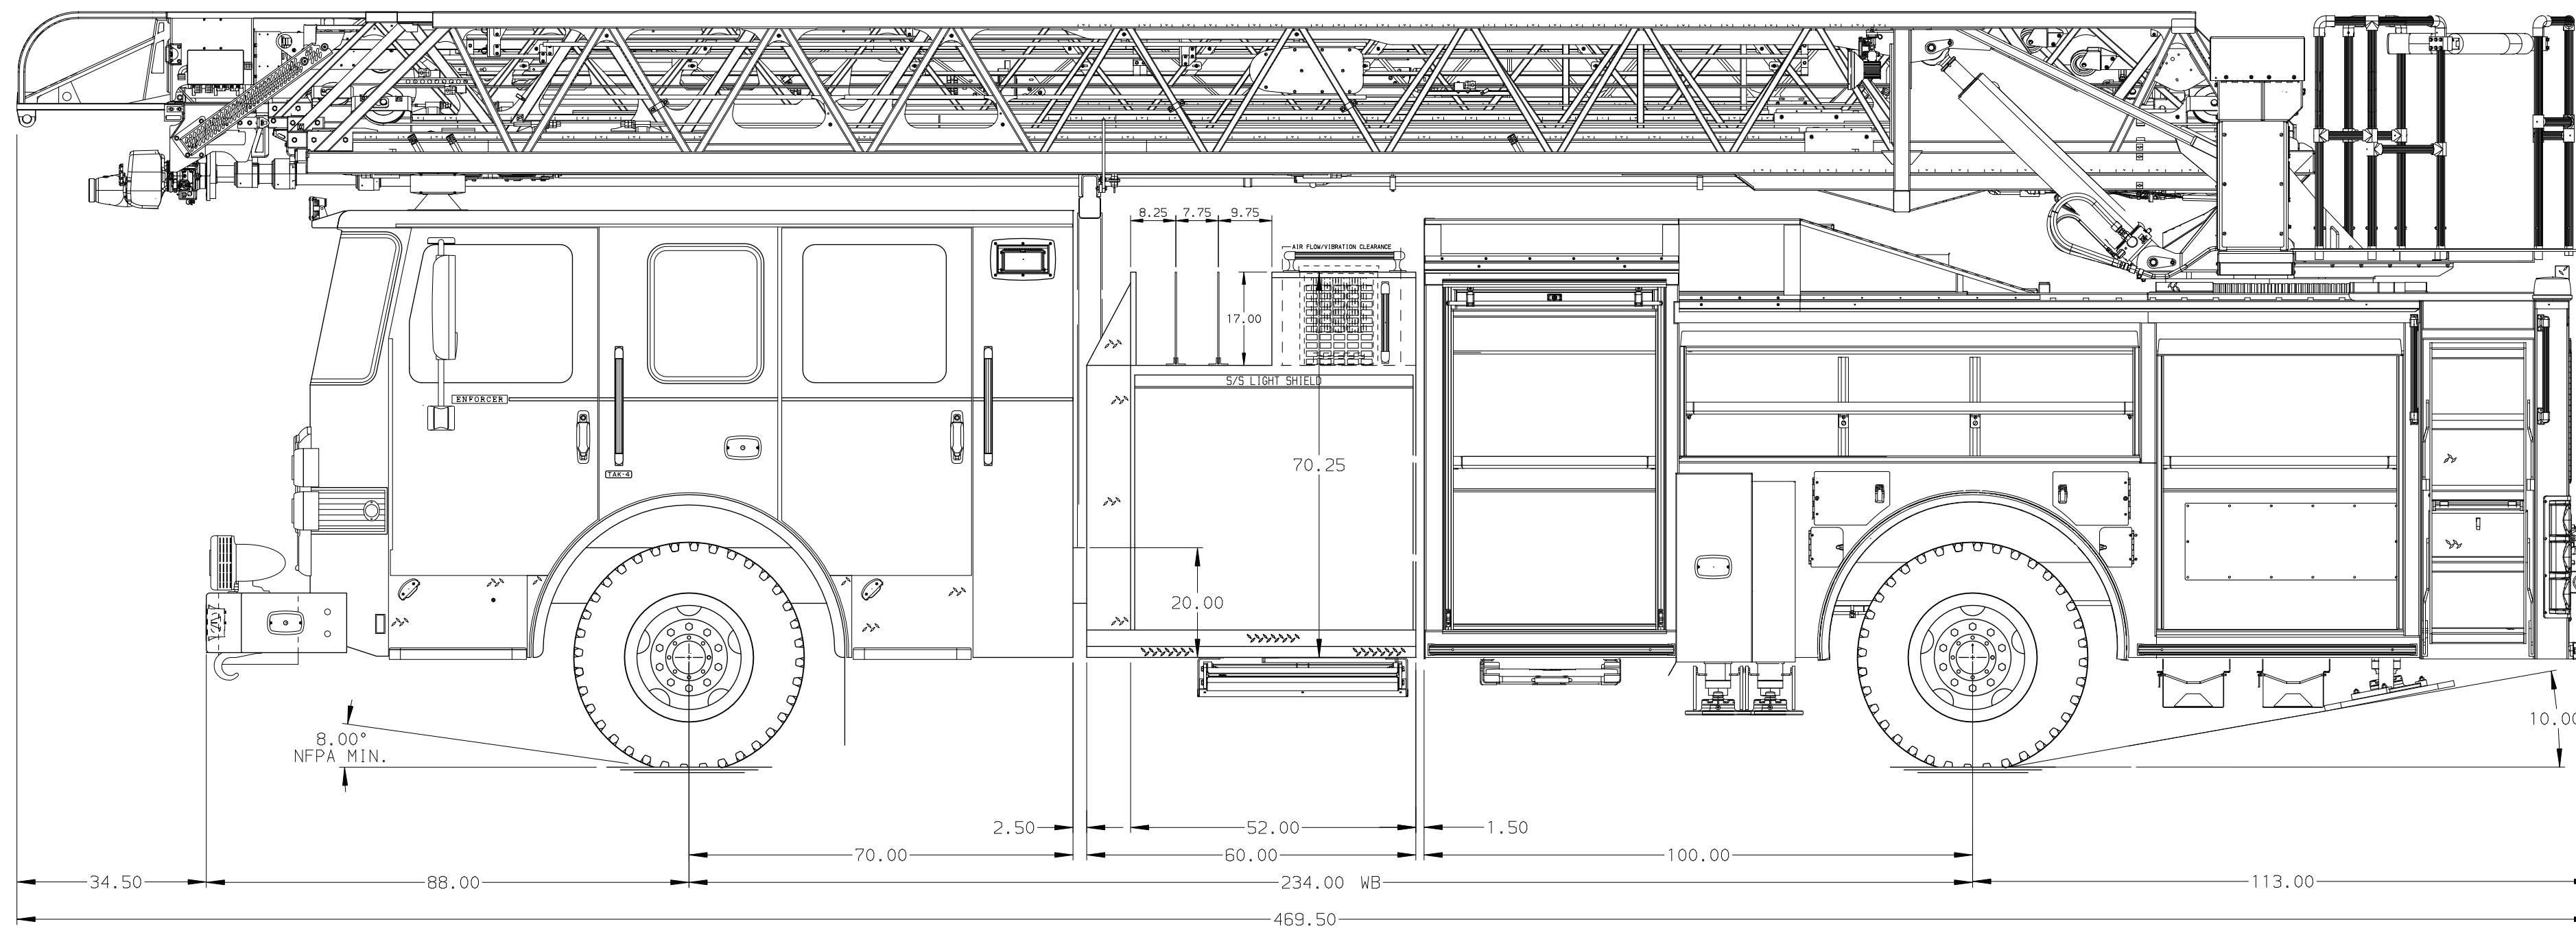 8.25 7.75 9.75
AIR FLOW/VIBRATION CLEARANCE
17.00
S/S LIGHT SHIELD
ENFORCER
70.25
TAK-4
20.00
8.00°
NFPA MIN.
10.00
2.50 52.00 1.50
70.00 60.00 100.00
34.50 88.00 234.00 WB 113.00
469.50